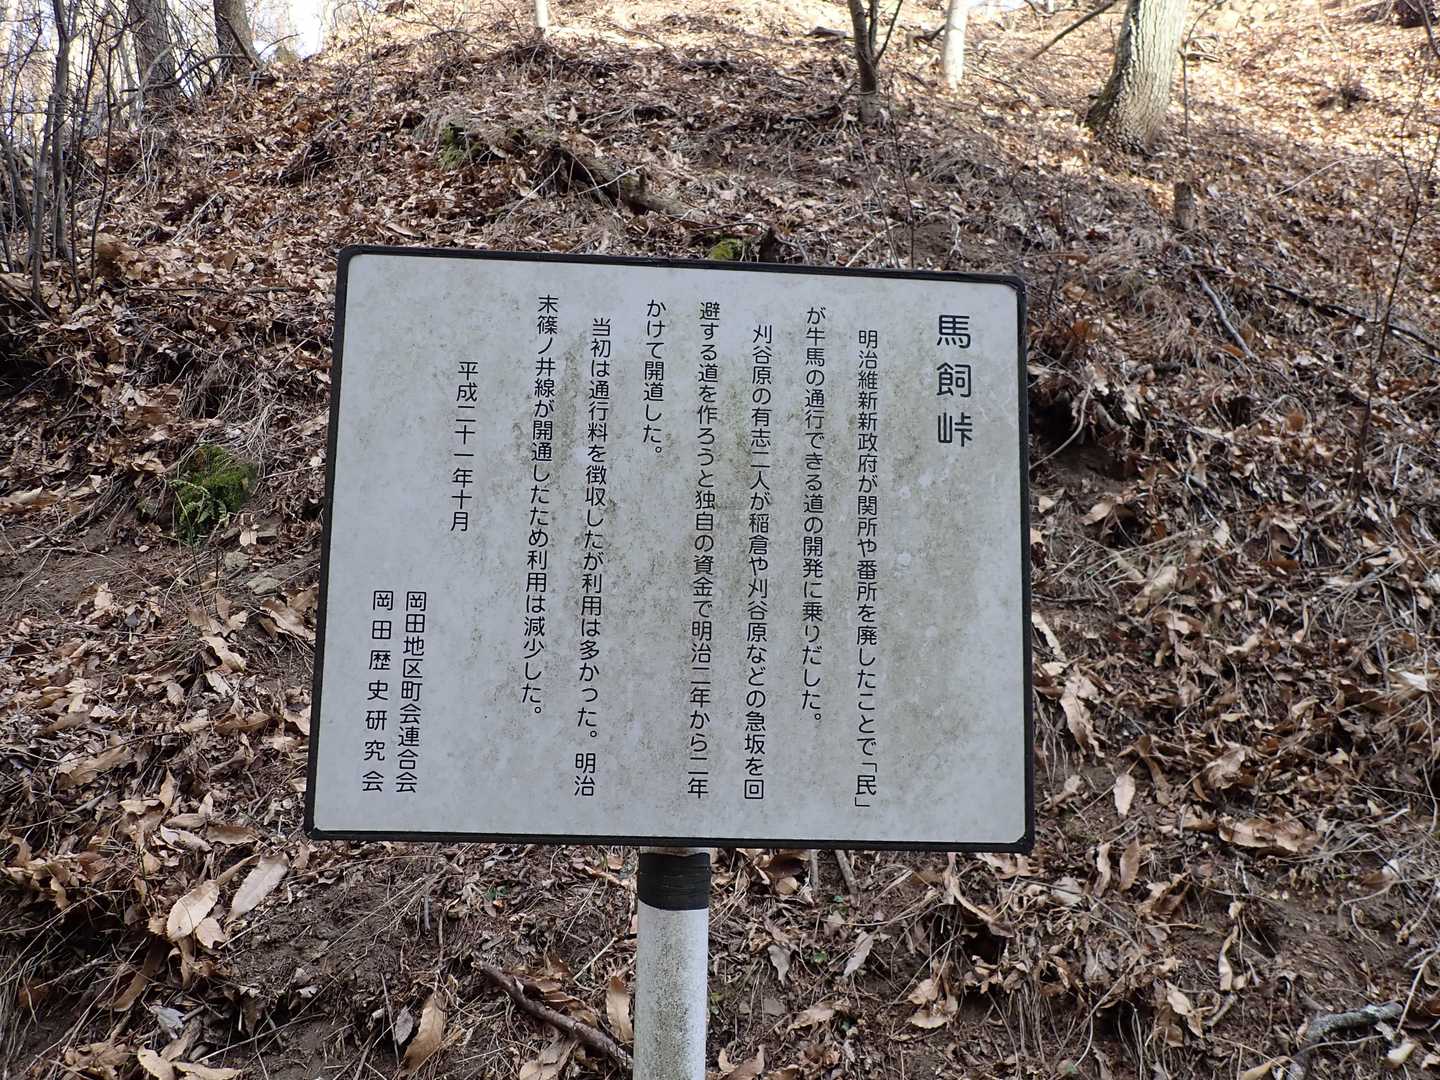 馬飼峠
明治維新新政府が関所や番所を廃したことで「民」
が牛馬の通行できる道の開発に乗りだした。
刈谷原の有志二人が稲倉や刈谷原などの急坂を回
避する道を作ろうと独自の資金で明治二年から二年
かけて開道した。
当初は通行料を徴収したが利用は多かった。明治
末篠ノ井線が開通したため利用は減少した。
平成二十一年十月
岡田地区町会連合会
岡田歴史研究会